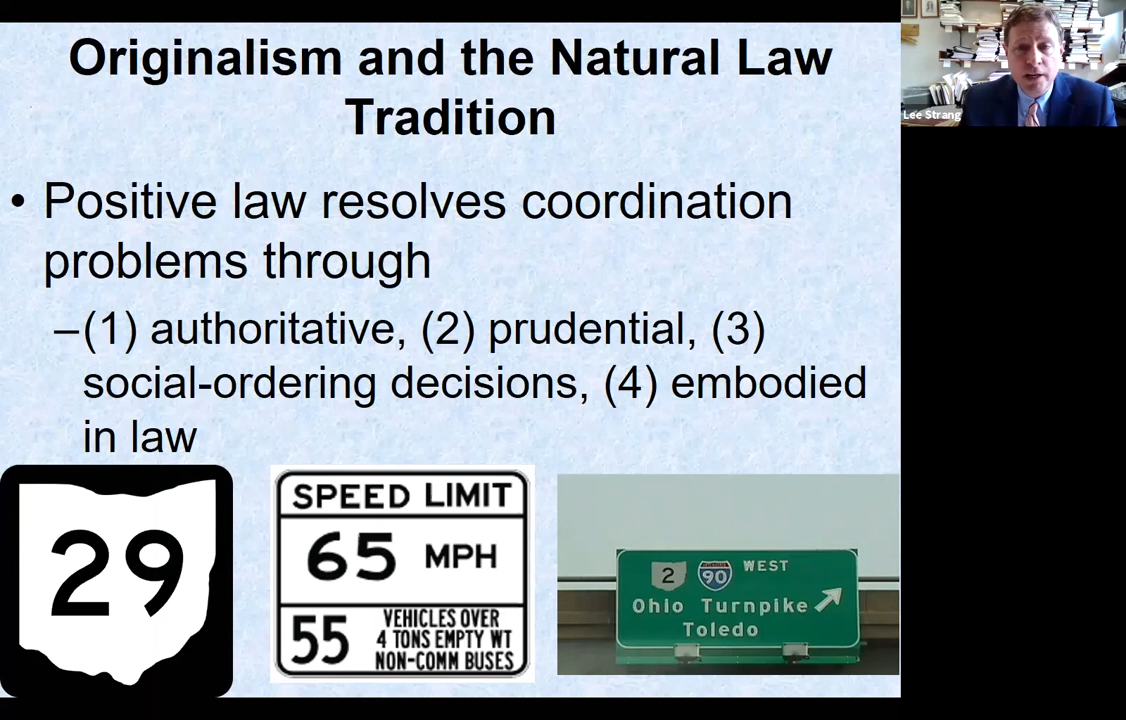 Originalism and the Natural Law
Tradition
• Positive law resolves coordination
problems through
–(1) authoritative, (2) prudential, (3)
social-ordering decisions, (4) embodied
in law
29
SPEED LIMIT
65 MPH
55 VEHICLES OVER
4 TONS EMPTY WT
NON-COMM BUSES
2 90 WEST
Ohio Turnpike
Toledo
Lee Strang